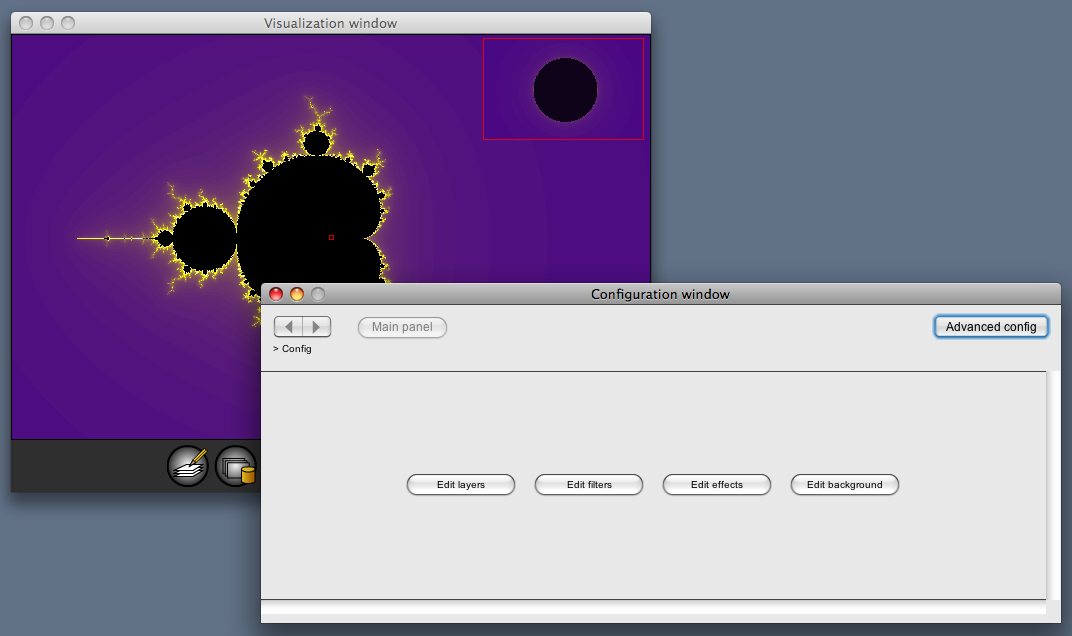 Visualization window
Configuration window
Main panel
Advanced config
> Config
Edit layers
Edit filters
Edit effects
Edit background